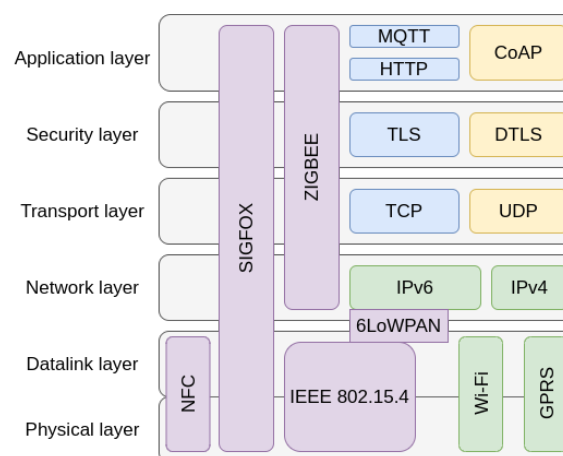 Application layer
MQTT
HTTP
CoAP
Security layer
TLS
DTLS
ZIGBEE
Transport layer
TCP
UDP
SIGFOX
Network layer
IPv6
IPv4
6LoWPAN
Datalink layer
NFC
IEEE 802.15.4
Wi-Fi
GPRS
Physical layer